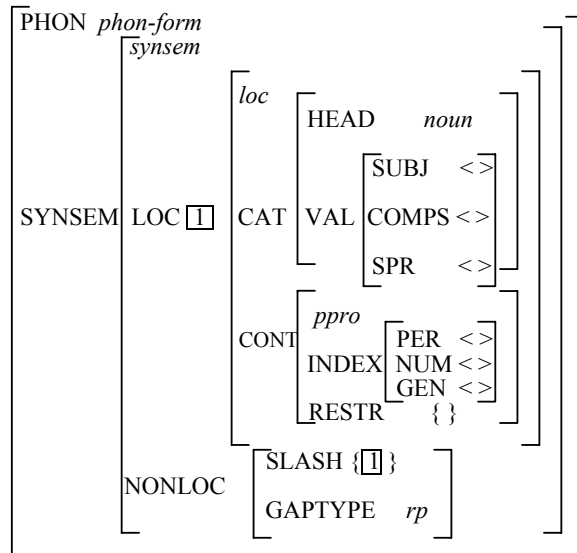 PHON phon-form
synsem
loc
HEAD noun
SUBJ < >
SYNSEM LOC 1 CAT VAL COMPS < >
SPR < >
ppro
CONT PER < >
INDEX NUM < >
GEN < >
RESTR { }
SLASH { 1 }
NONLOC
GAPTYPE rp